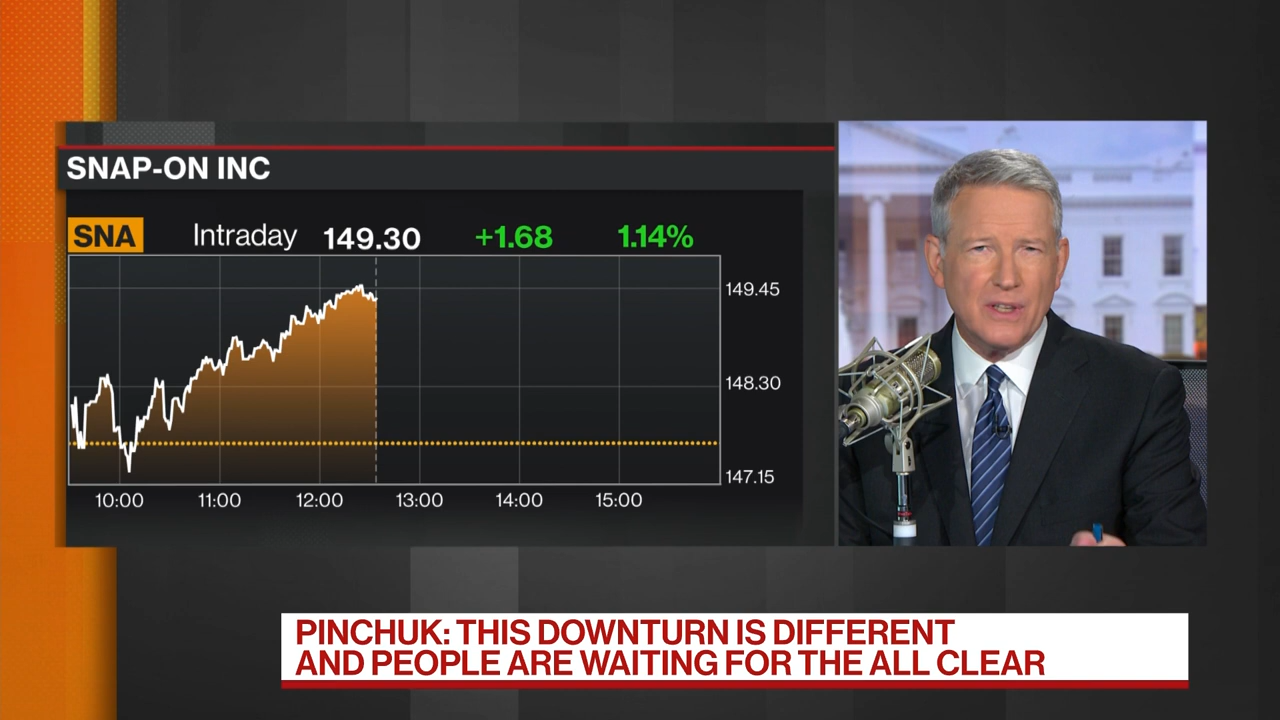 SNAP-ON INC
SNA Intraday 149.30 +1.68 1.14%
149.45
148.30
147.15
10:00 11:00 12:00 13:00 14:00 15:00
PINCHUK: THIS DOWNTURN IS DIFFERENT
AND PEOPLE ARE WAITING FOR THE ALL CLEAR